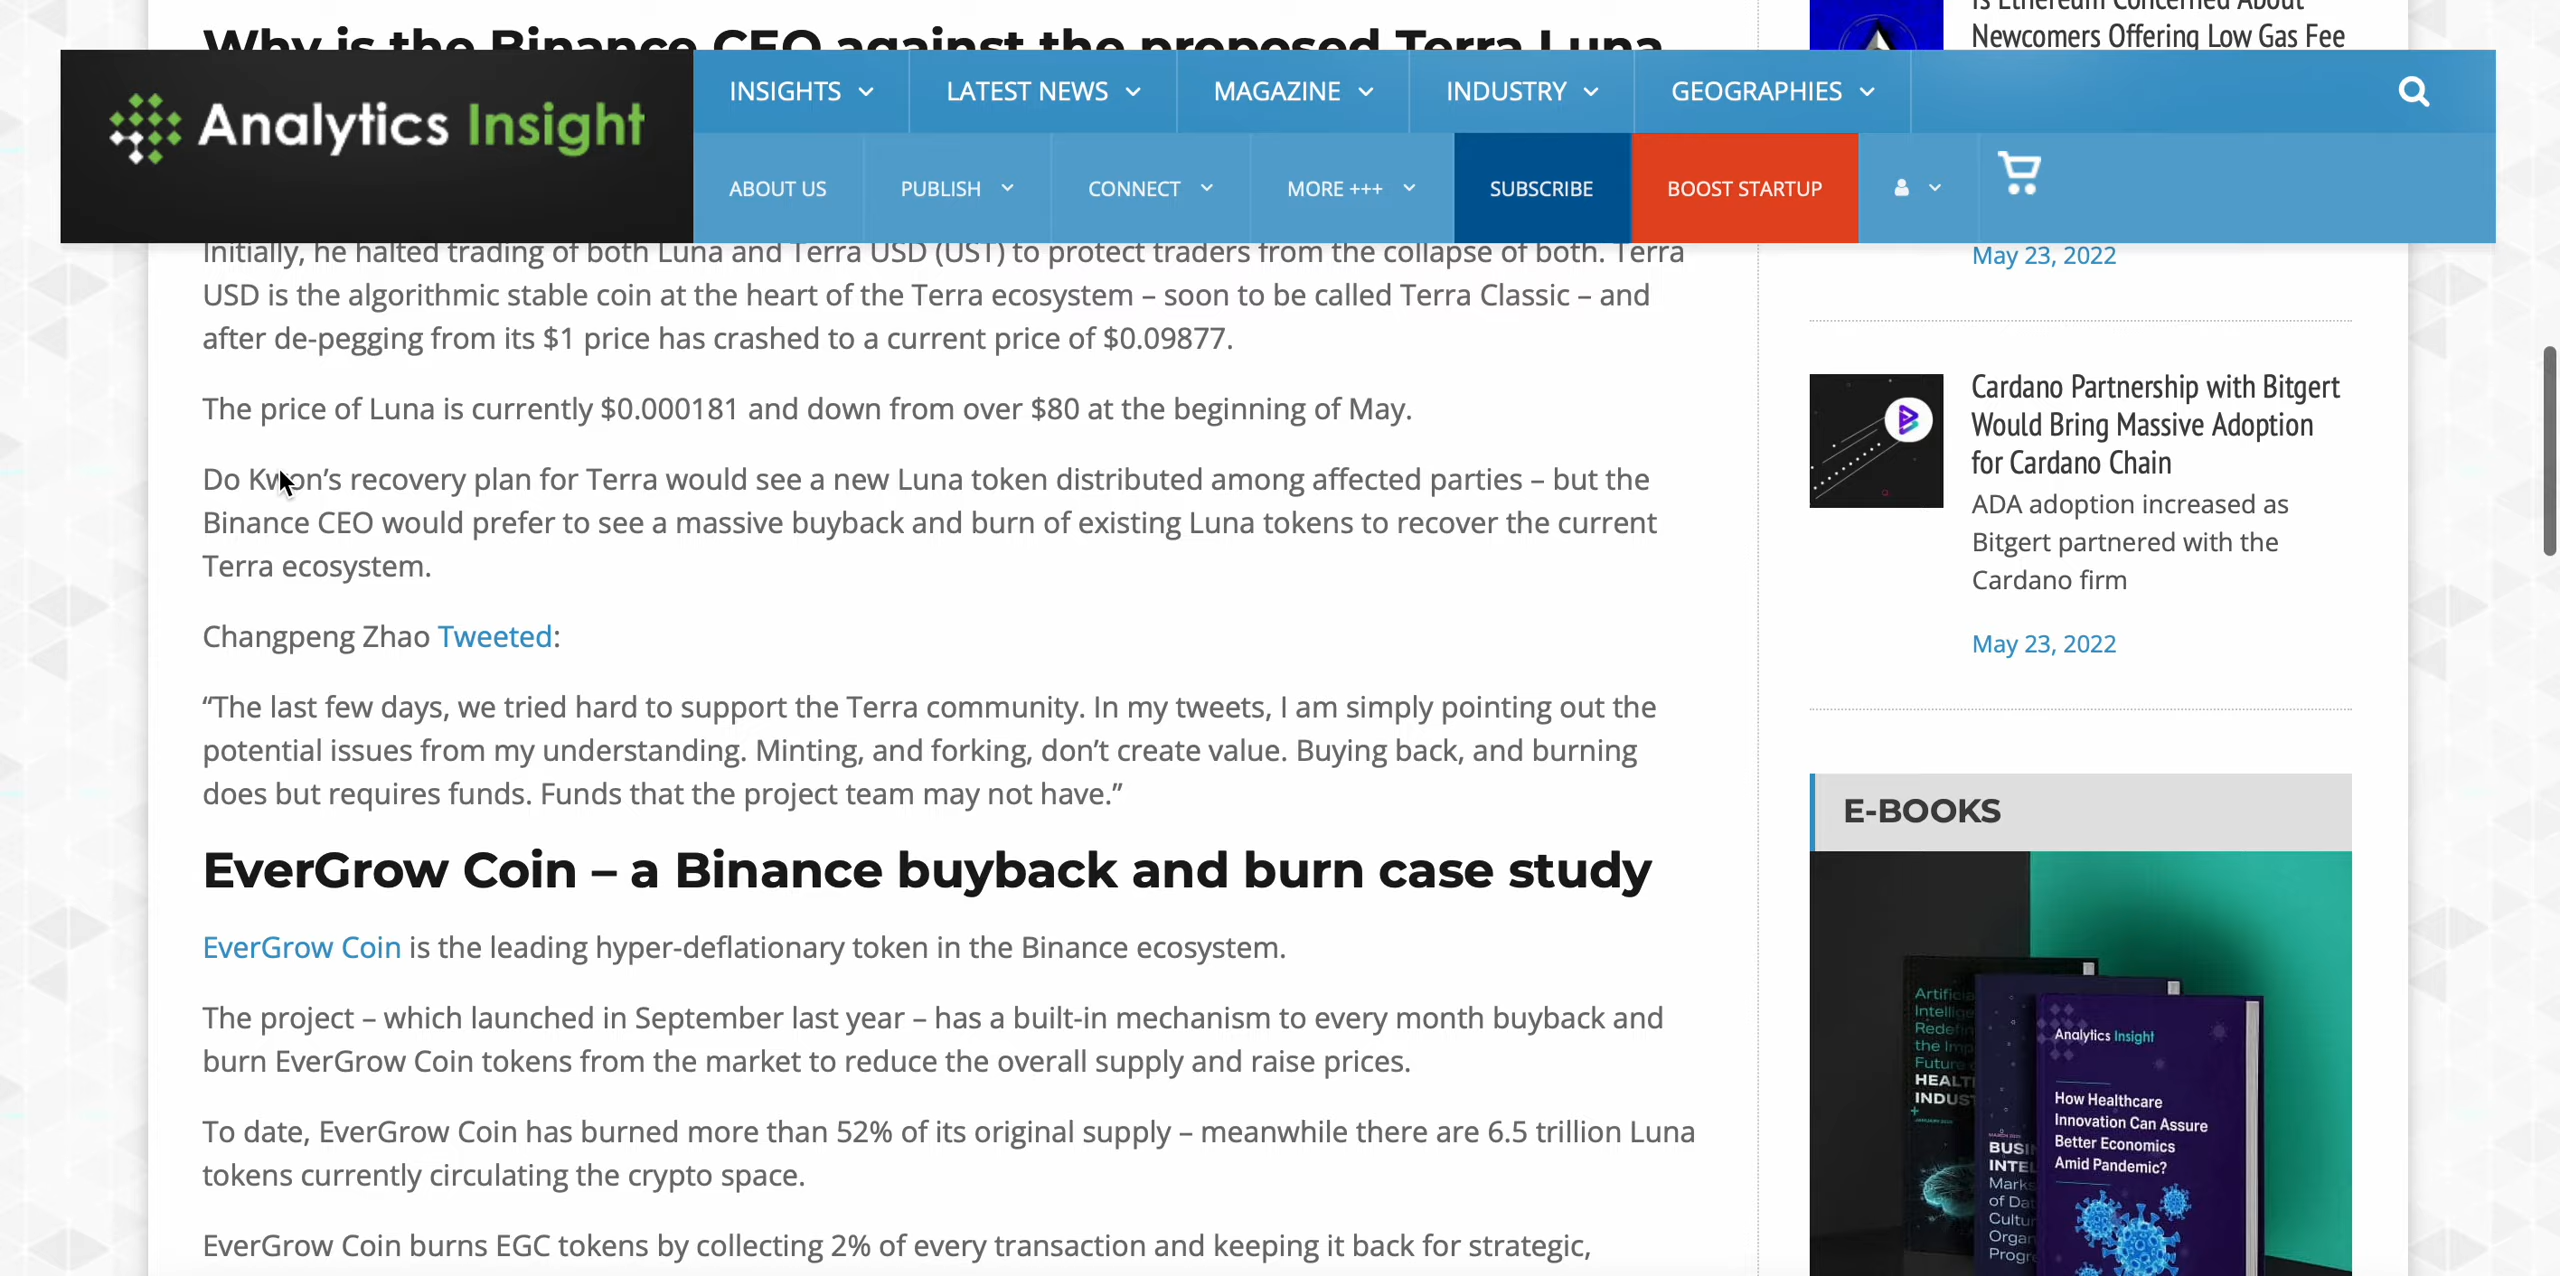 Why is the Binance CEO against the proposed Terra Luna
Analytics Insight
INSIGHTS LATEST NEWS MAGAZINE INDUSTRY GEOGRAPHIES
ABOUT US PUBLISH CONNECT MORE +++ SUBSCRIBE BOOST STARTUP
Initially, he halted trading of both Luna and Terra USD (UST) to protect traders from the collapse of both. Terra
USD is the algorithmic stable coin at the heart of the Terra ecosystem – soon to be called Terra Classic – and
after de-pegging from its $1 price has crashed to a current price of $0.09877.
The price of Luna is currently $0.000181 and down from over $80 at the beginning of May.
Do Kwon’s recovery plan for Terra would see a new Luna token distributed among affected parties – but the
Binance CEO would prefer to see a massive buyback and burn of existing Luna tokens to recover the current
Terra ecosystem.
Changpeng Zhao Tweeted:
“The last few days, we tried hard to support the Terra community. In my tweets, I am simply pointing out the
potential issues from my understanding. Minting, and forking, don’t create value. Buying back, and burning
does but requires funds. Funds that the project team may not have.”
EverGrow Coin – a Binance buyback and burn case study
EverGrow Coin is the leading hyper-deflationary token in the Binance ecosystem.
The project – which launched in September last year – has a built-in mechanism to every month buyback and
burn EverGrow Coin tokens from the market to reduce the overall supply and raise prices.
To date, EverGrow Coin has burned more than 52% of its original supply – meanwhile there are 6.5 trillion Luna
tokens currently circulating the crypto space.
EverGrow Coin burns EGC tokens by collecting 2% of every transaction and keeping it back for strategic,
Is Ethereum Concerned About
Newcomers Offering Low Gas Fee
May 23, 2022
Cardano Partnership with Bitgert
Would Bring Massive Adoption
for Cardano Chain
ADA adoption increased as
Bitgert partnered with the
Cardano firm
May 23, 2022
E-BOOKS
Analytics Insight
How Healthcare
Innovation Can Assure
Better Economics
Amid Pandemic?